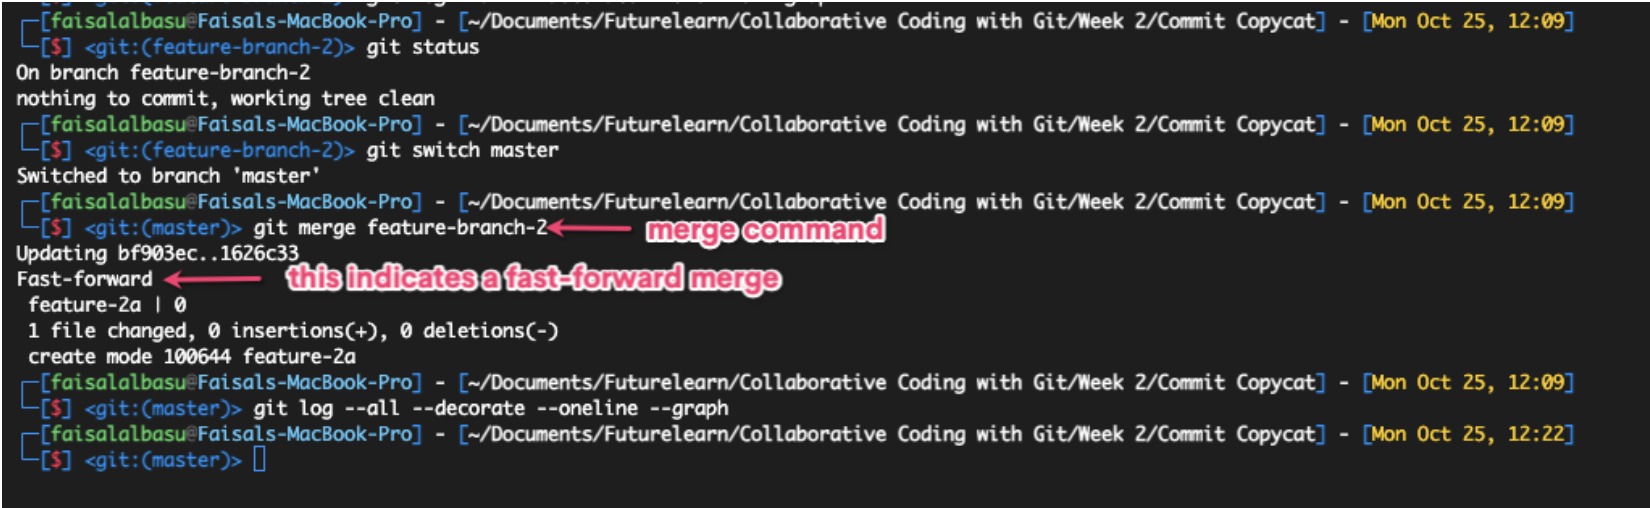 [faisalalbasu@Faisals-MacBook-Pro] - [~/Documents/Futurelearn/Collaborative Coding with Git/Week 2/Commit Copycat] - [Mon Oct 25, 12:09]
[$] <git:(feature-branch-2)> git status
On branch feature-branch-2
nothing to commit, working tree clean
[faisalalbasu@Faisals-MacBook-Pro] - [~/Documents/Futurelearn/Collaborative Coding with Git/Week 2/Commit Copycat] - [Mon Oct 25, 12:09]
[$] <git:(feature-branch-2)> git switch master
Switched to branch 'master'
[faisalalbasu@Faisals-MacBook-Pro] - [~/Documents/Futurelearn/Collaborative Coding with Git/Week 2/Commit Copycat] - [Mon Oct 25, 12:09]
[$] <git:(master)> git merge feature-branch-2 merge command
Updating bf903ec..1626c33
Fast-forward this indicates a fast-forward merge
feature-2a | 0
1 file changed, 0 insertions(+), 0 deletions(-)
create mode 100644 feature-2a
[faisalalbasu@Faisals-MacBook-Pro] - [~/Documents/Futurelearn/Collaborative Coding with Git/Week 2/Commit Copycat] - [Mon Oct 25, 12:09]
[$] <git:(master)> git log --all --decorate --oneline --graph
[faisalalbasu@Faisals-MacBook-Pro] - [~/Documents/Futurelearn/Collaborative Coding with Git/Week 2/Commit Copycat] - [Mon Oct 25, 12:22]
[$] <git:(master)>